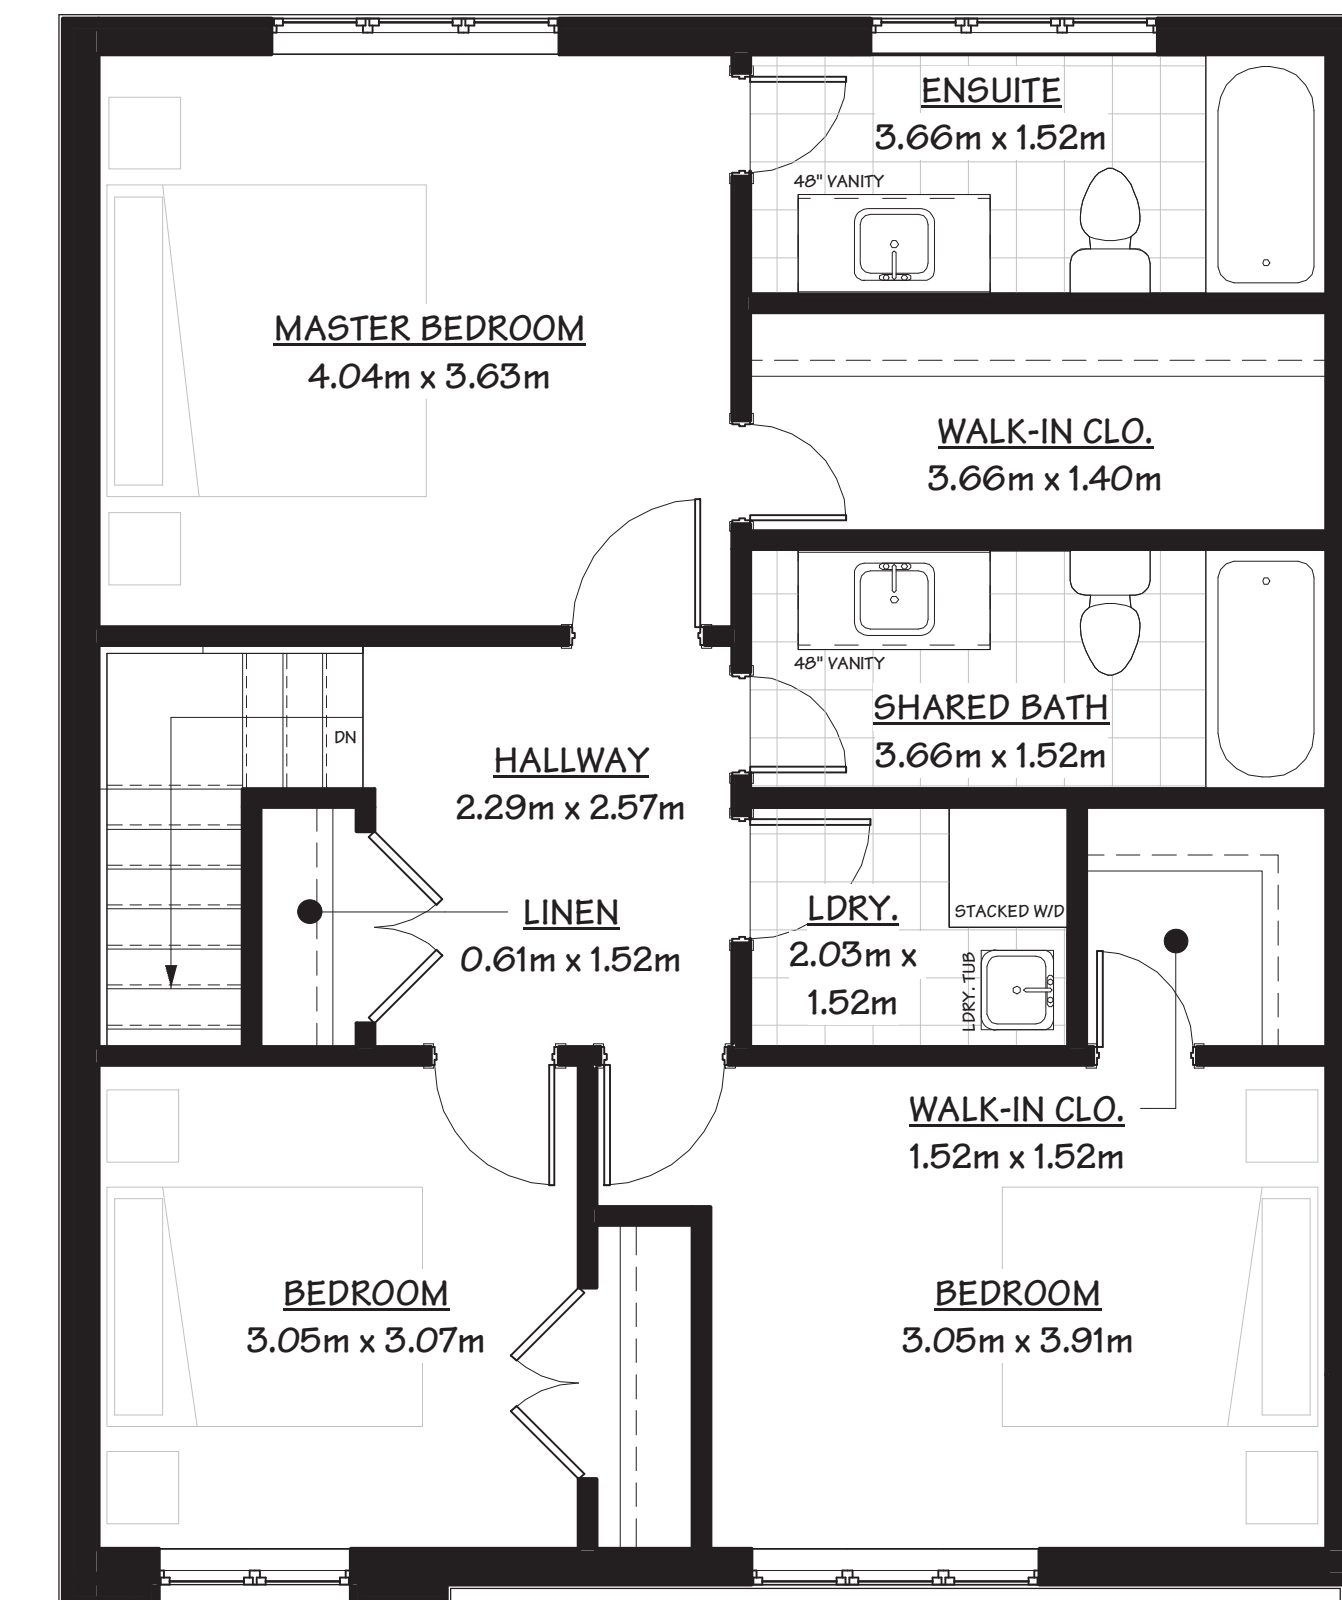 ENSUITE
3.66m x 1.52m
48" VANITY
MASTER BEDROOM
4.04m x 3.63m
WALK-IN CLO.
3.66m x 1.40m
48" VANITY
SHARED BATH
3.66m x 1.52m
DN
HALLWAY
2.29m x 2.57m
LINEN
0.61m x 1.52m
LDRY.
2.03m x
1.52m
STACKED W/D
LDRY. TUB
WALK-IN CLO.
1.52m x 1.52m
BEDROOM
3.05m x 3.07m
BEDROOM
3.05m x 3.91m